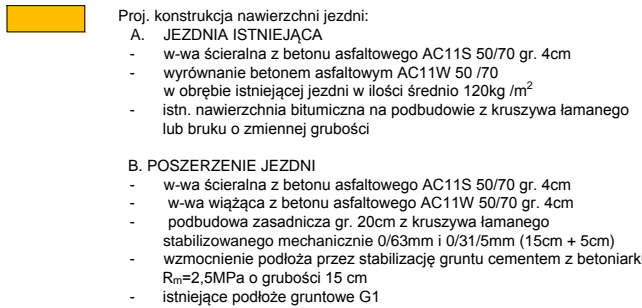 Proj. konstrukcja nawierzchni jezdni:
A. JEZDNIA ISTNIEJĄCA
- w-wa ścieralna z betonu asfaltowego AC11S 50/70 gr. 4cm
- wyrównanie betonem asfaltowym AC11W 50 /70
w obrębie istniejącej jezdni w ilości średnio 120kg /m²
- istn. nawierzchnia bitumiczna na podbudowie z kruszywa łamanego
lub bruku o zmiennej grubości
B. POSZERZENIE JEZDNI
- w-wa ścieralna z betonu asfaltowego AC11S 50/70 gr. 4cm
- w-wa wiążąca z betonu asfaltowego AC11W 50/70 gr. 4cm
- podbudowa zasadnicza gr. 20cm z kruszywa łamanego
stabilizowanego mechanicznie 0/63mm i 0/31/5mm (15cm + 5cm)
- wzmocnienie podłoża przez stabilizację gruntu cementem z betoniarki
Rm=2,5MPa o grubości 15 cm
- istniejące podłoże gruntowe G1